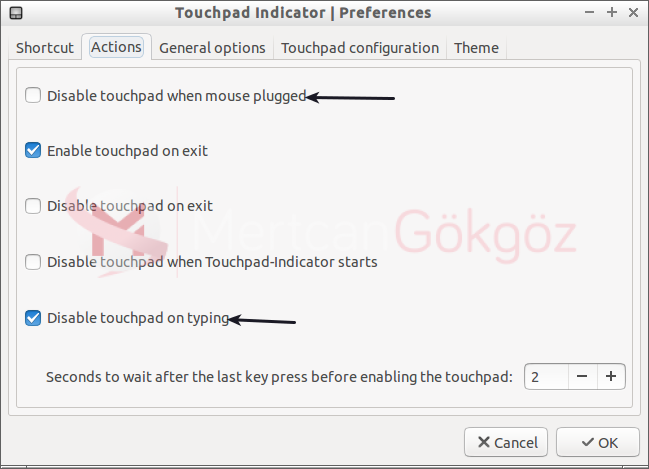 Touchpad Indicator | Preferences
Shortcut Actions General options Touchpad configuration Theme
Disable touchpad when mouse plugged
Enable touchpad on exit
Disable touchpad on exit
MericanGökgöz
Disable touchpad when Touchpad-Indicator starts
Disable touchpad on typing
Seconds to wait after the last key press before enabling the touchpad: 2
Cancel OK